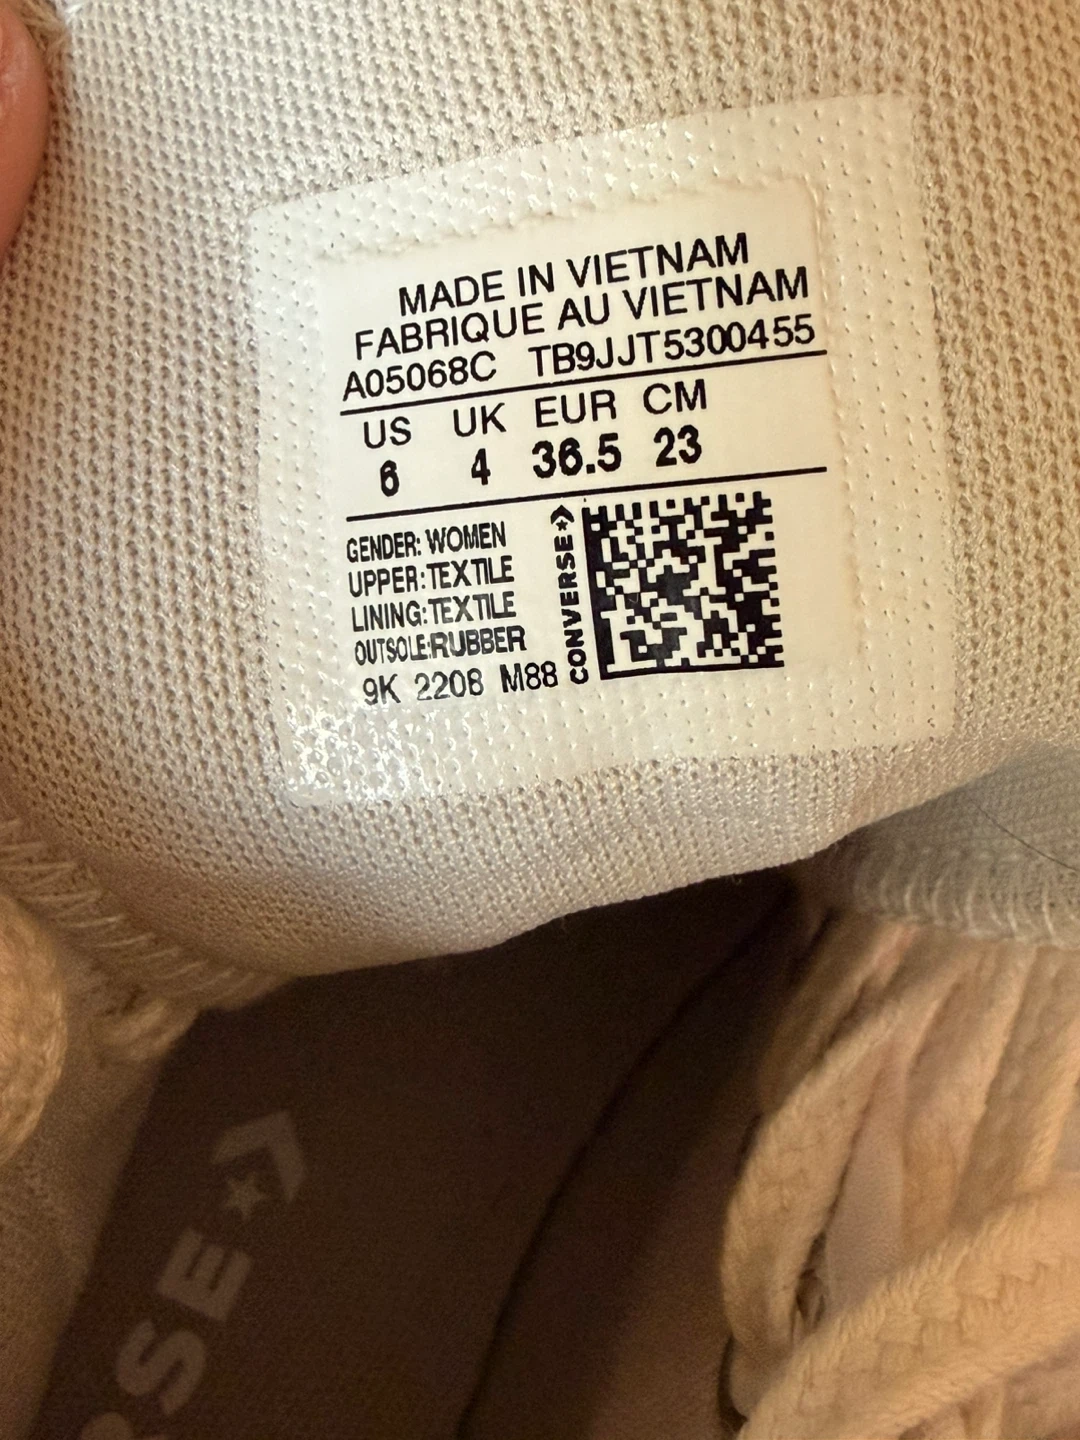 MADE IN VIETNAM
FABRIQUE AU VIETNAM
A05068C TB9JJT5300455
US UK EUR CM
6 4 36.5 23
GENDER: WOMEN
UPPER:TEXTILE
LINING:TEXTILE
OUTSOLE:RUBBER
9K 2208 M88
CONVERSE
RSE